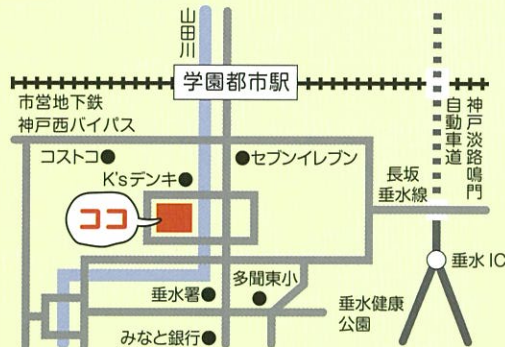 山田川
学園都市駅
市営地下鉄
神戸西バイパス
神戸淡路鳴門
自動車道
コストコ
セブンイレブン
K'sデンキ
長坂
垂水線
ココ
垂水IC
垂水署
多聞東小
垂水健康
公園
みなと銀行